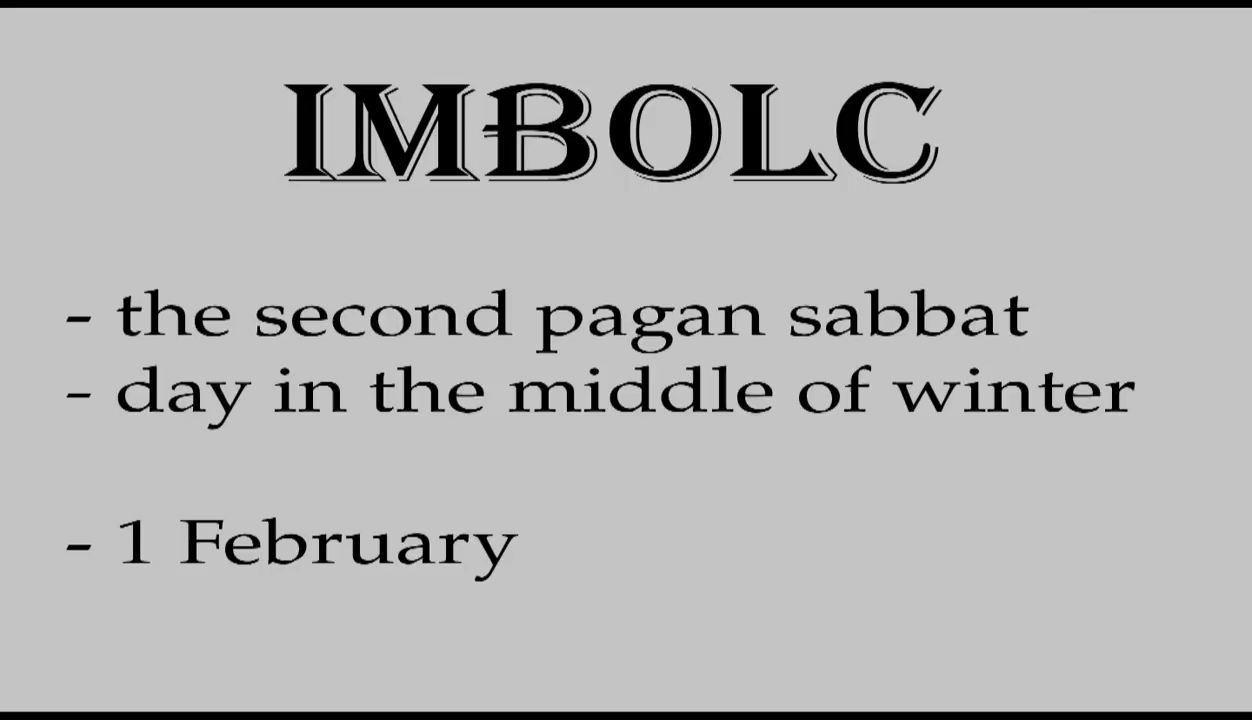 IMBOLC
- the second pagan sabbat
- day in the middle of winter
- 1 February